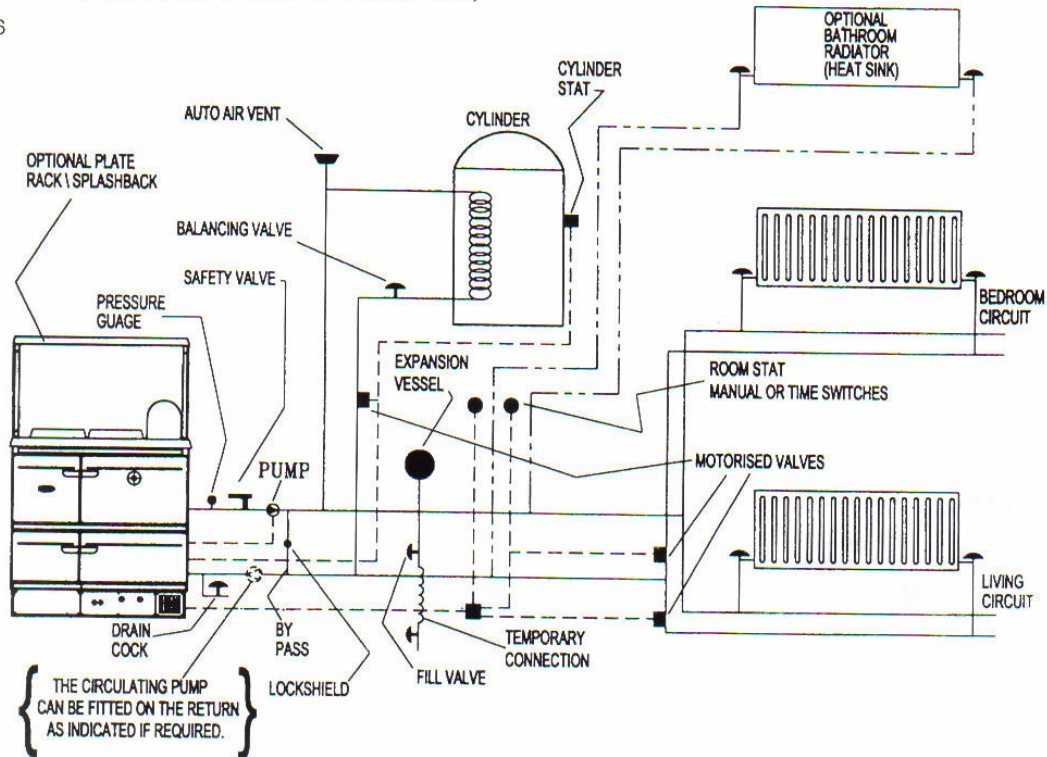 6
OPTIONAL
BATHROOM
RADIATOR
(HEAT SINK)
CYLINDER
STAT
AUTO AIR VENT
CYLINDER
OPTIONAL PLATE
RACK \ SPLASHBACK
BALANCING VALVE
SAFETY VALVE
PRESSURE
GUAGE
BEDROOM
CIRCUIT
EXPANSION
VESSEL
ROOM STAT
MANUAL OR TIME SWITCHES
PUMP
MOTORISED VALVES
LIVING
CIRCUIT
DRAIN
COCK
BY
PASS
TEMPORARY
CONNECTION
LOCKSHIELD
FILL VALVE
THE CIRCULATING PUMP
CAN BE FITTED ON THE RETURN
AS INDICATED IF REQUIRED.